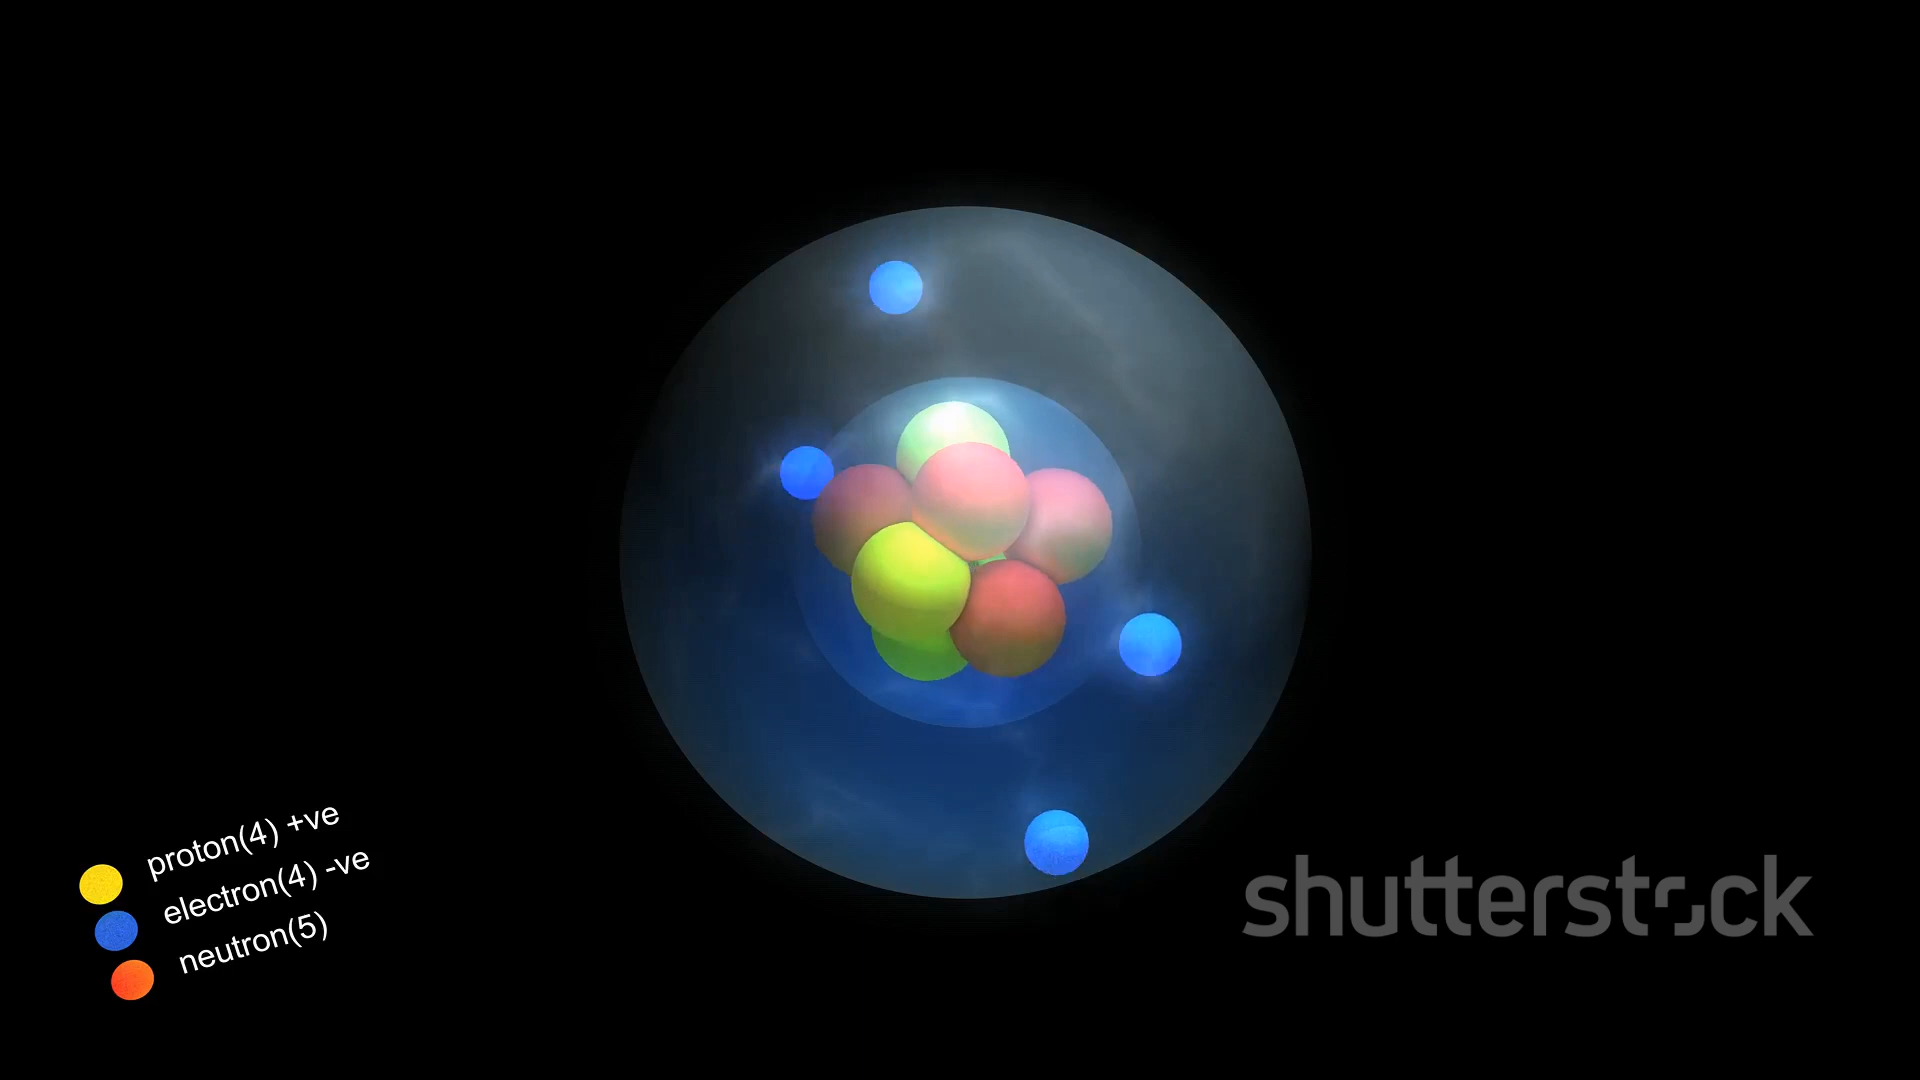 proton(4) +ve
electron(4) -ve
neutron(5)
shutterstock